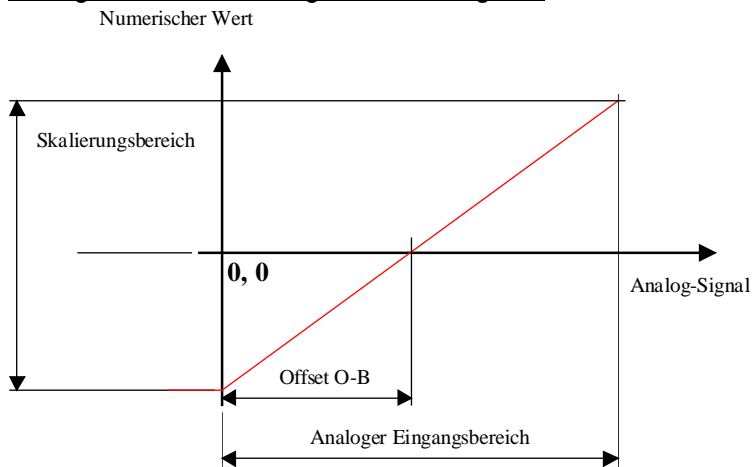 Numerischer Wert
Skalierungsbereich
0, 0
Analog-Signal
Offset O-B
Analoger Eingangsbereich